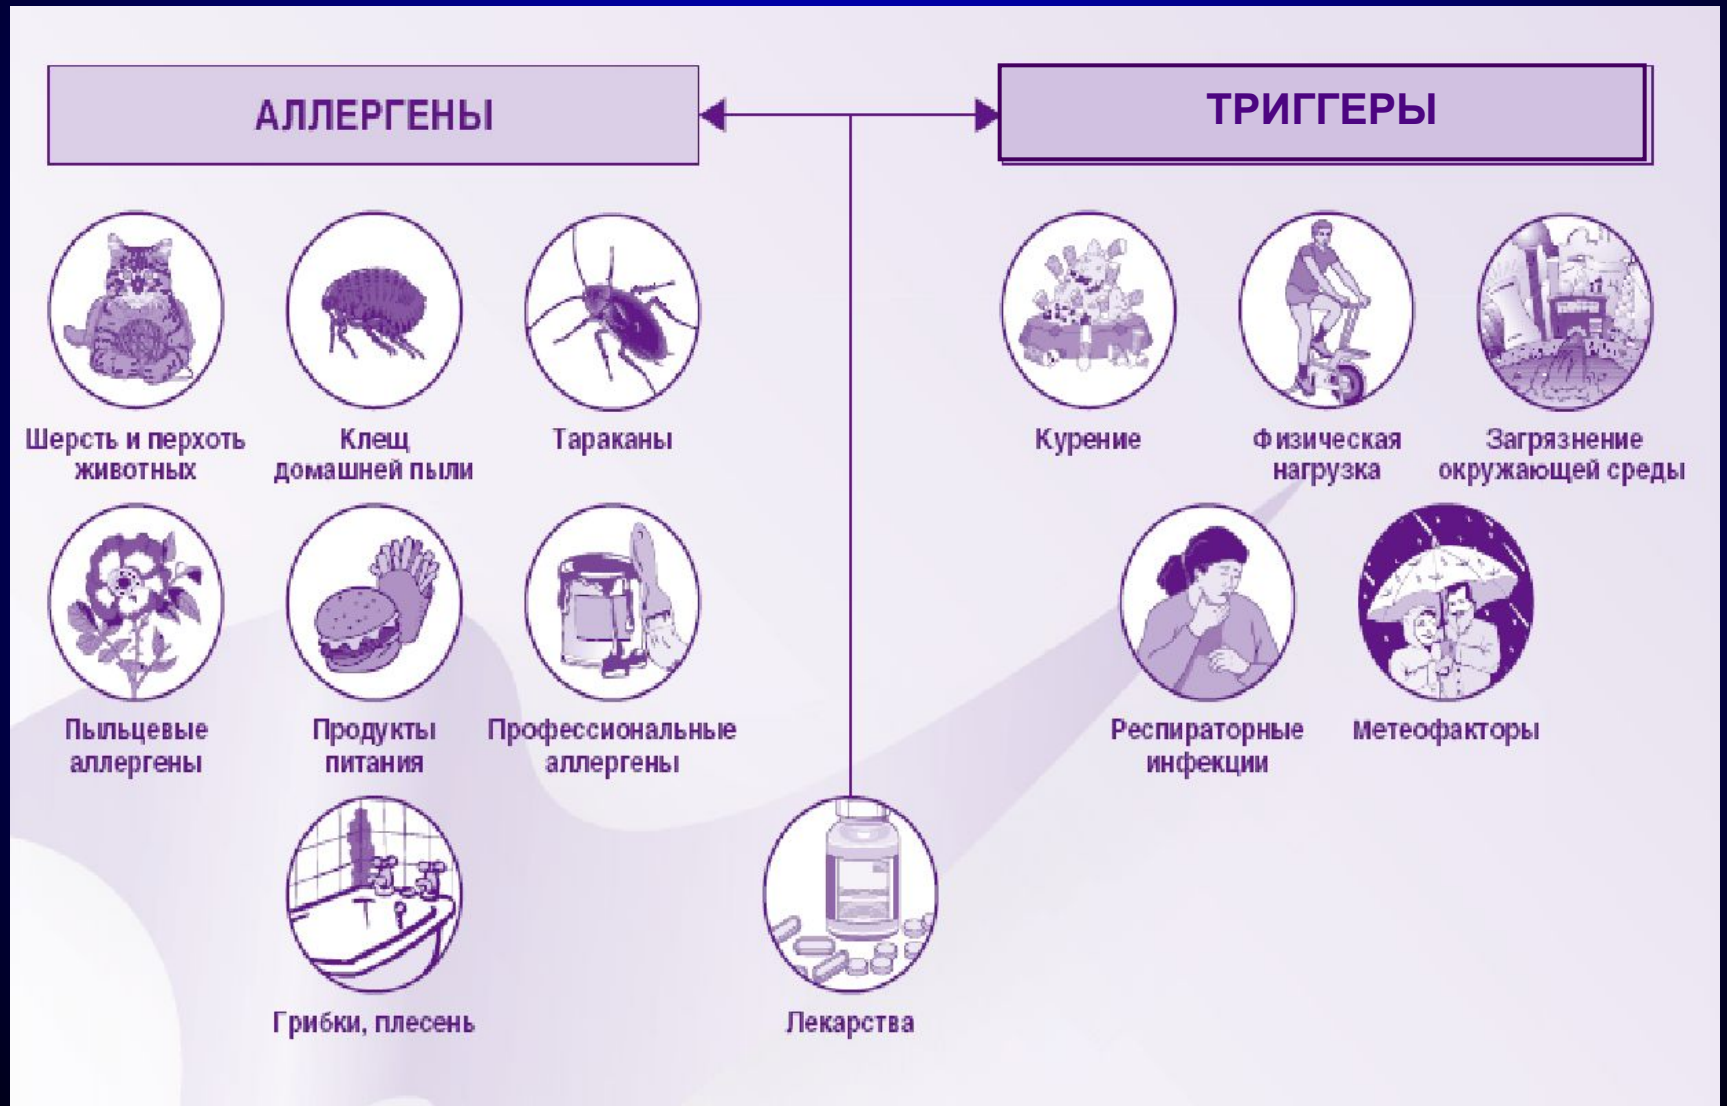 АЛЛЕРГЕНЫ
ТРИГГЕРЫ
Шерсть и перхоть
животных
Клещ
домашней пыли
Тараканы
Курение
Физическая
нагрузка
Загрязнение
окружающей среды
Пыльцевые
аллергены
Продукты
питания
Профессиональные
аллергены
Респираторные
инфекции
Метеофакторы
Грибки, плесень
Лекарства